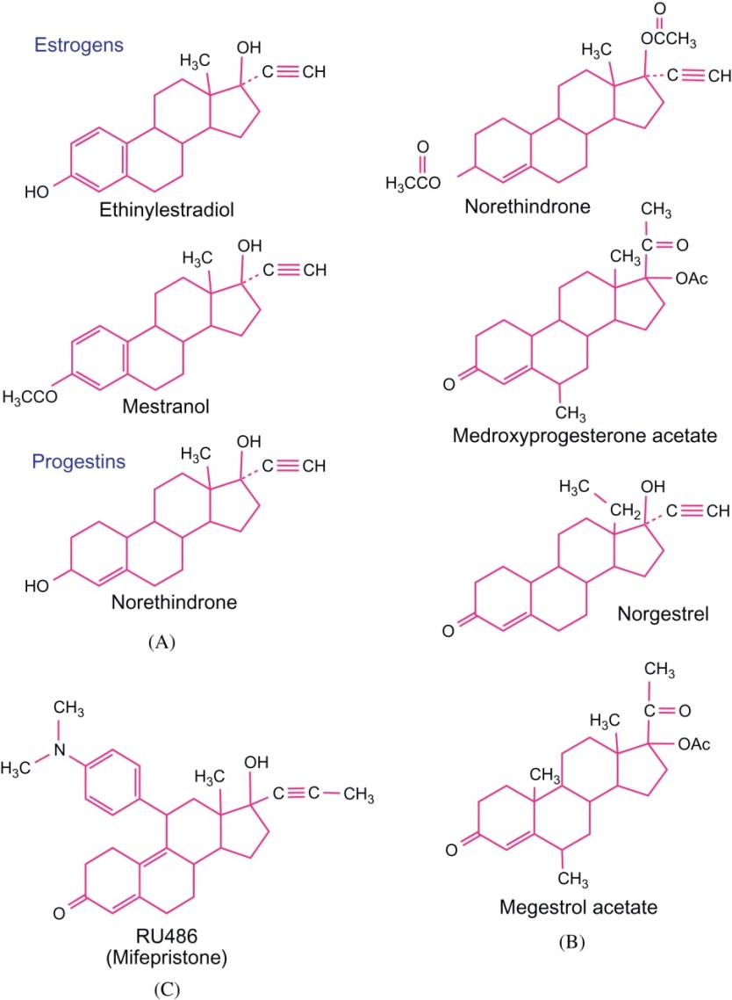 Estrogens
OH
H₃C
C≡CH
HO
Ethinylestradiol
OH
H₃C
C≡CH
H₃CCO
Mestranol
Progestins
OH
H₃C
C≡CH
HO
Norethindrone
(A)
O
OCCH₃
H₃C
C≡CH
O
H₃CCO
Norethindrone
CH₃
C=O
CH₃
OAc
O
CH₃
Medroxyprogesterone acetate
H₃C
OH
CH₂
C≡CH
O
Norgestrel
CH₃
C=O
H₃C
OAc
CH₃
O
CH₃
Megestrol acetate
(B)
CH₃
N
H₃C
OH
H₃C
C≡C—CH₃
O
RU486
(Mifepristone)
(C)